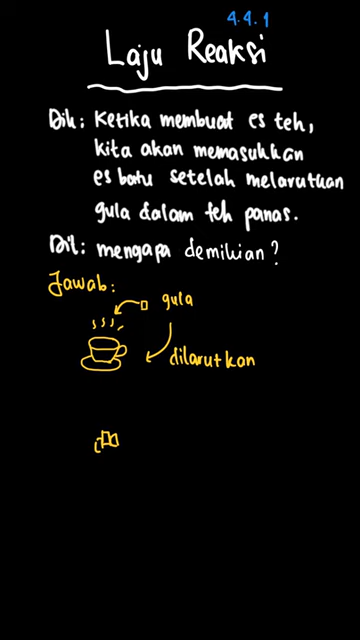 4.4.1
Laju Reaksi
Dik: Ketika membuat es teh,
kita akan memasukkan
es batu setelah melarutkan
gula dalam teh panas.
Dit: mengapa demikian?
Jawab:
gula
dilarutkan